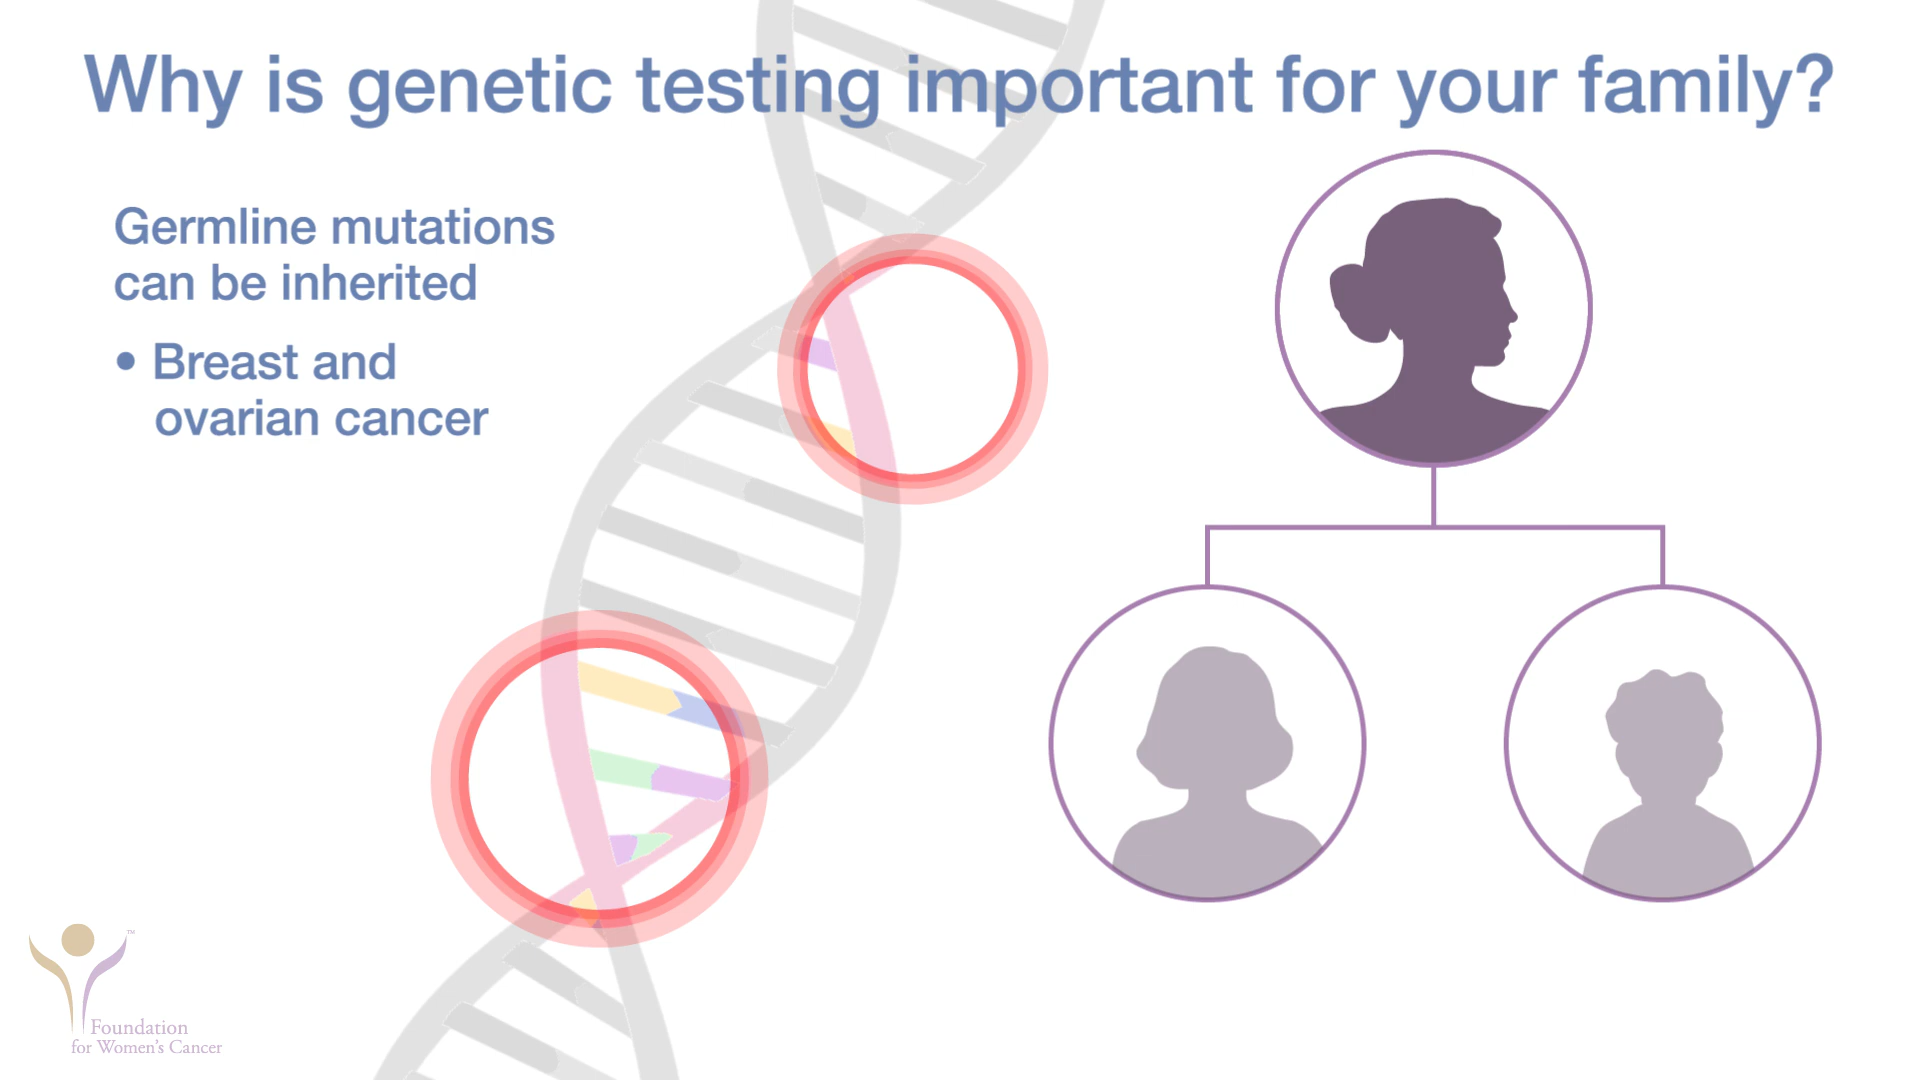 Why is genetic testing important for your family?
Germline mutations
can be inherited
• Breast and
ovarian cancer
™
Foundation
for Women's Cancer